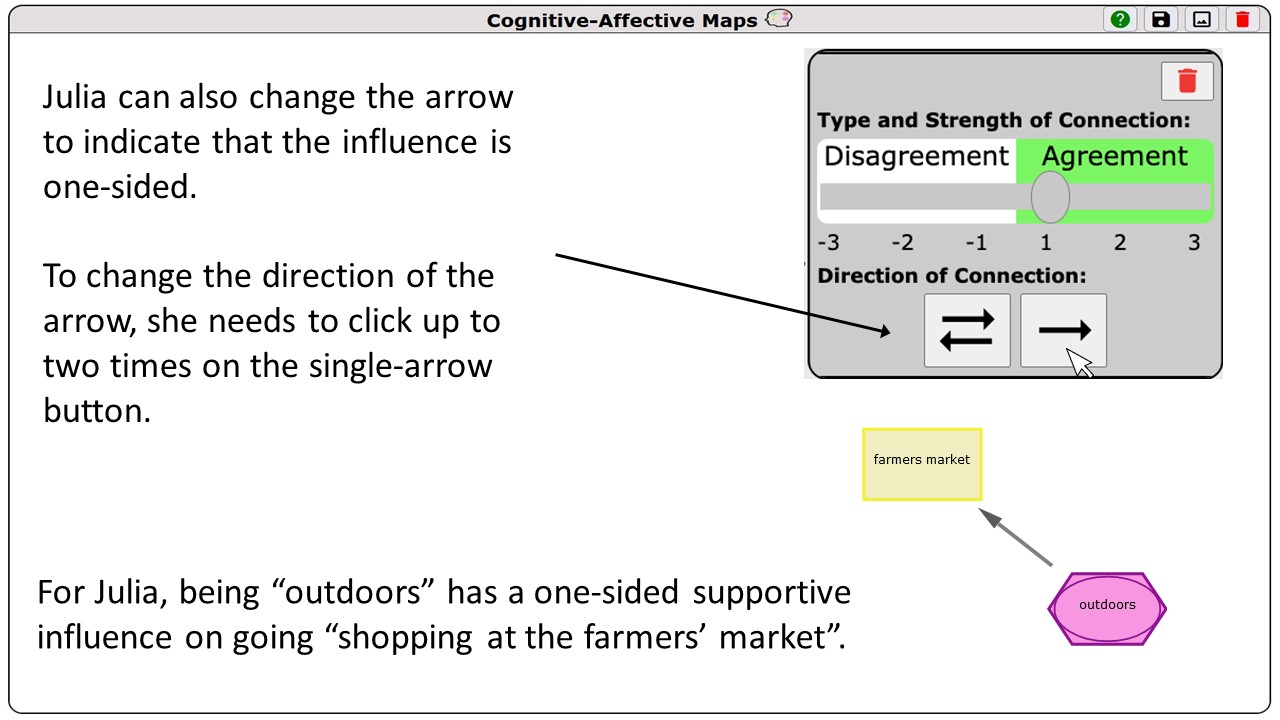 Cognitive-Affective Maps
Julia can also change the arrow
to indicate that the influence is
one-sided.
To change the direction of the
arrow, she needs to click up to
two times on the single-arrow
button.
Type and Strength of Connection:
Disagreement Agreement
-3 -2 -1 1 2 3
Direction of Connection:
farmers market
outdoors
For Julia, being “outdoors” has a one-sided supportive
influence on going “shopping at the farmers’ market”.